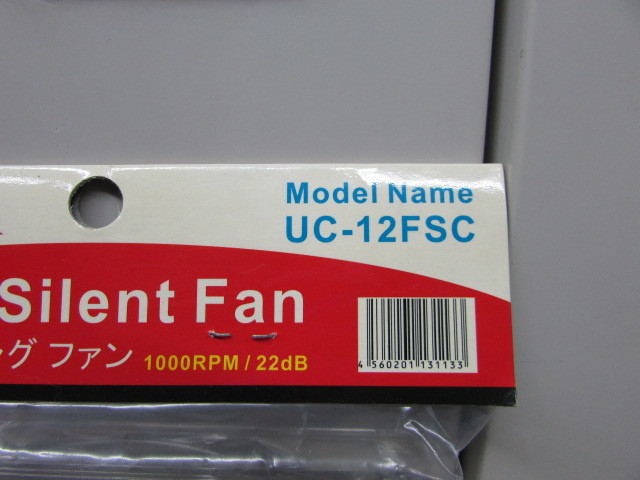 Model Name
UC-12FSC
Silent Fan
グ ファン 1000RPM / 22dB
4 560201 131133